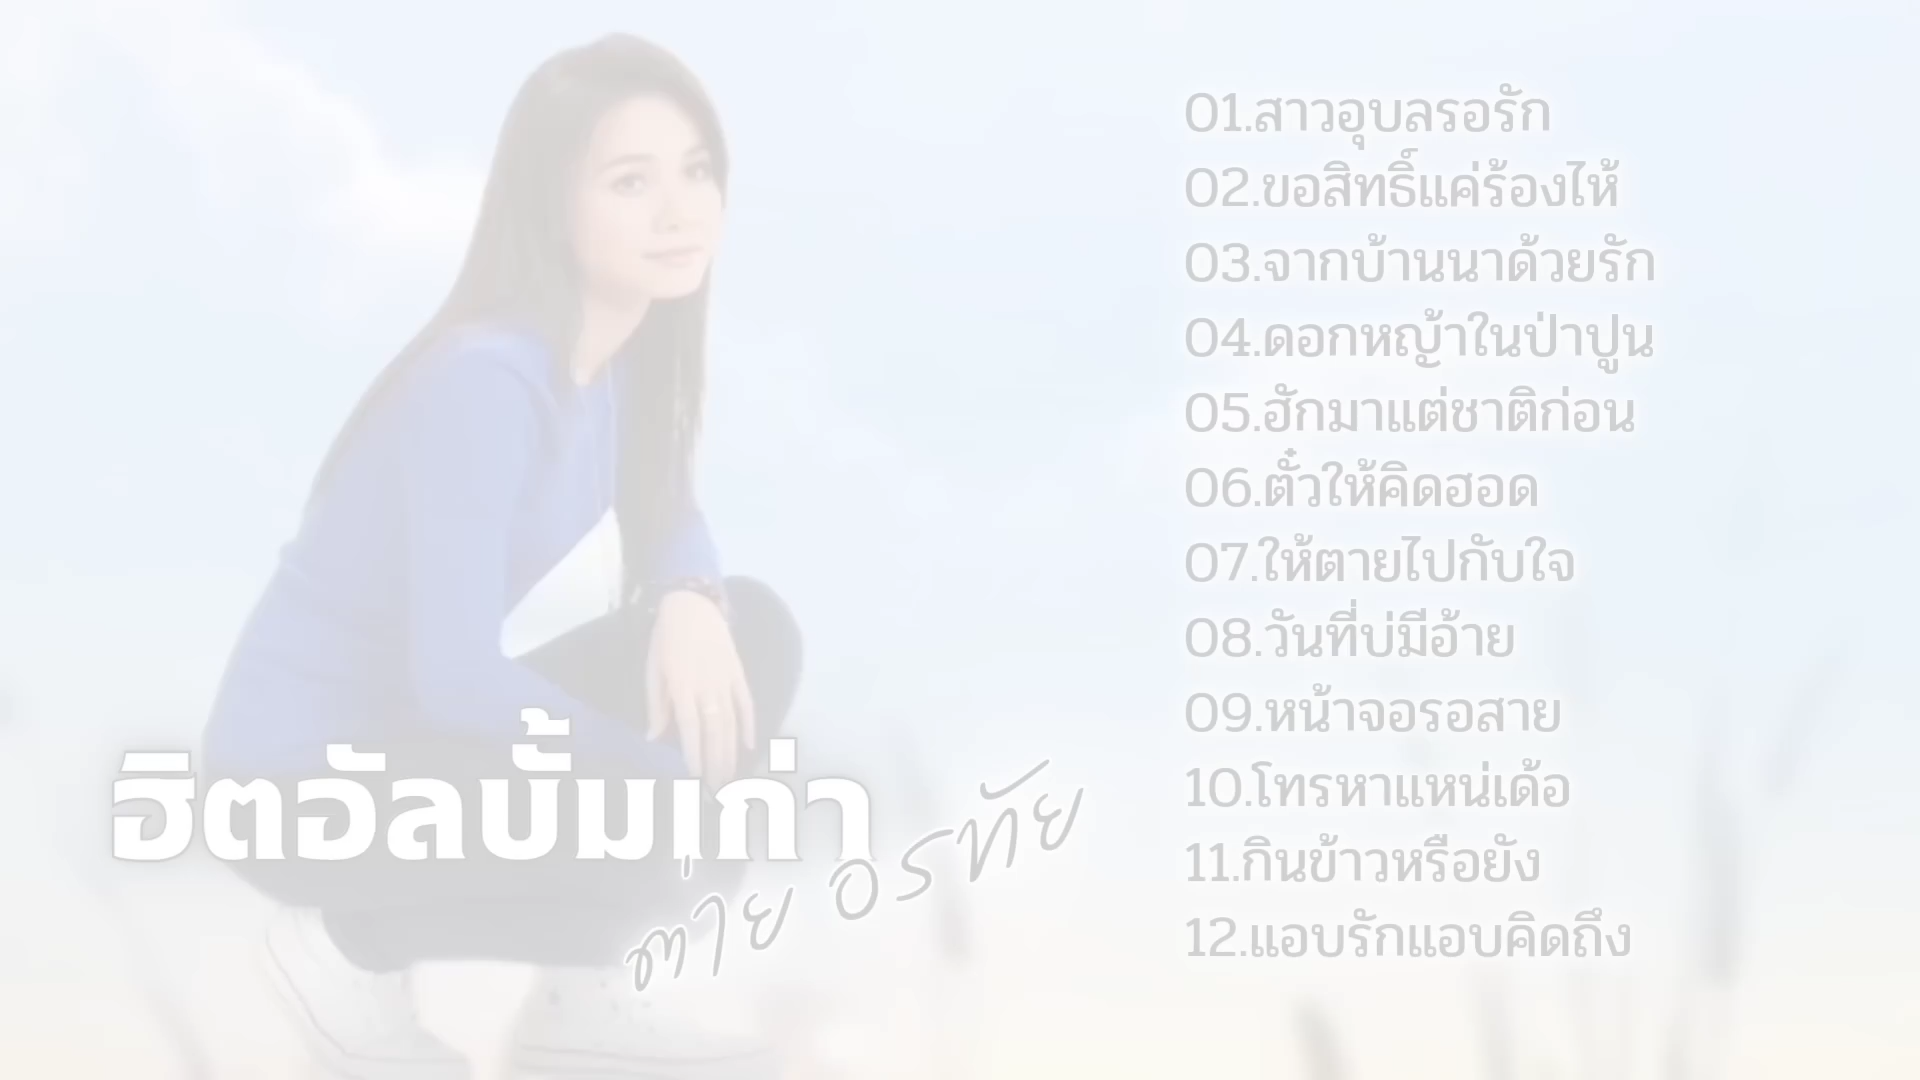 ฮิตอัลบั้มเก่า
ต่าย อรทัย
01.สาวอุบลรอรัก
02.ขอสิทธิ์แค่ร้องไห้
03.จากบ้านนาด้วยรัก
04.ดอกหญ้าในป่าปูน
05.ฮักมาแต่ชาติก่อน
06.ตั๋วให้คิดฮอด
07.ให้ตายไปกับใจ
08.วันที่บ่มีอ้าย
09.หน้าจอรอสาย
10.โทรหาแหน่เด้อ
11.กินข้าวหรือยัง
12.แอบรักแอบคิดถึง